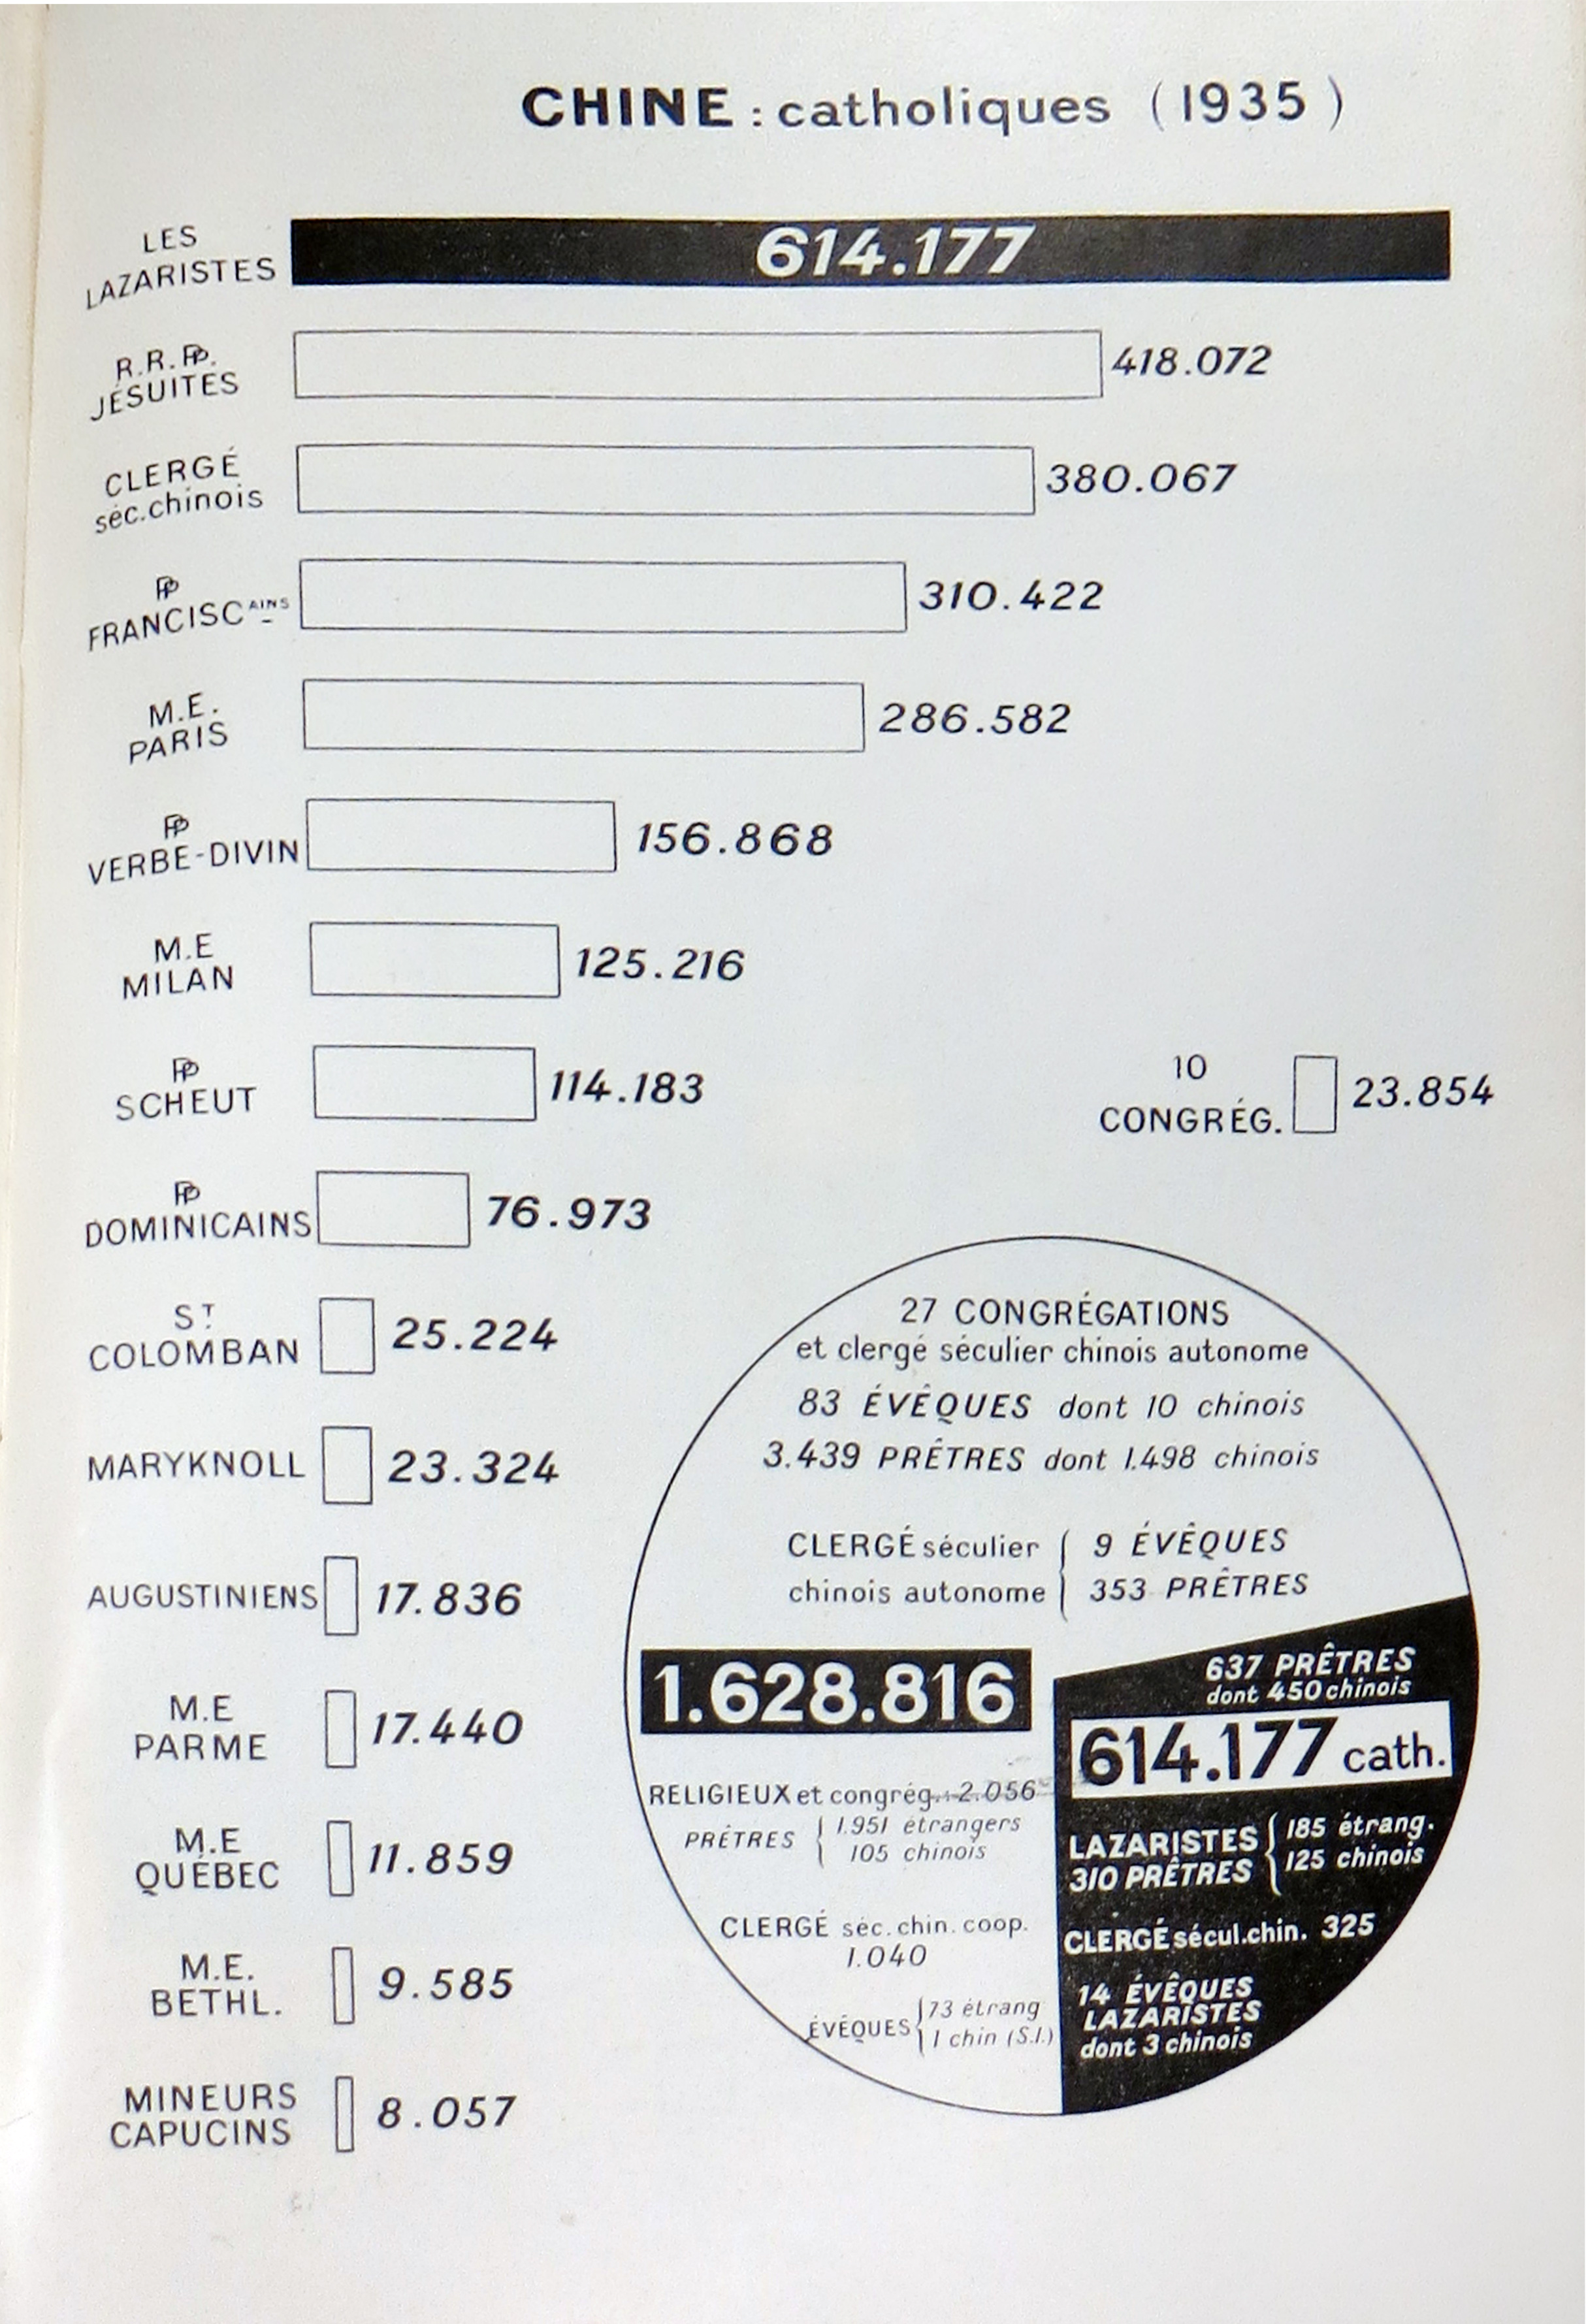 CHINE : catholiques (1935)
LES
LAZARISTES
614.177
R.R.PP.
JÉSUITES
418.072
CLERGÉ
séc.chinois
380.067
PP
FRANCISCAINS
310.422
M.E.
PARIS
286.582
PP
VERBE-DIVIN
156.868
M.E
MILAN
125.216
PP
SCHEUT
114.183
10
CONGRÉG.
23.854
PP
DOMINICAINS
76.973
ST
COLOMBAN
25.224
MARYKNOLL
23.324
AUGUSTINIENS
17.836
M.E
PARME
17.440
M.E
QUÉBEC
11.859
M.E.
BETHL.
9.585
MINEURS
CAPUCINS
8.057
27 CONGRÉGATIONS
et clergé séculier chinois autonome
83 ÉVÊQUES dont 10 chinois
3.439 PRÊTRES dont 1.498 chinois
CLERGÉ séculier
chinois autonome
9 ÉVÊQUES
353 PRÊTRES
1.628.816
RELIGIEUX et congrég. 2.056
PRÊTRES
1.951 étrangers
105 chinois
CLERGÉ séc. chin. coop.
1.040
ÉVÊQUES
73 étrang
1 chin (S.J.)
637 PRÊTRES
dont 450 chinois
614.177 cath.
LAZARISTES
310 PRÊTRES
185 étrang.
125 chinois
CLERGÉ sécul.chin. 325
14 ÉVÊQUES
LAZARISTES
dont 3 chinois